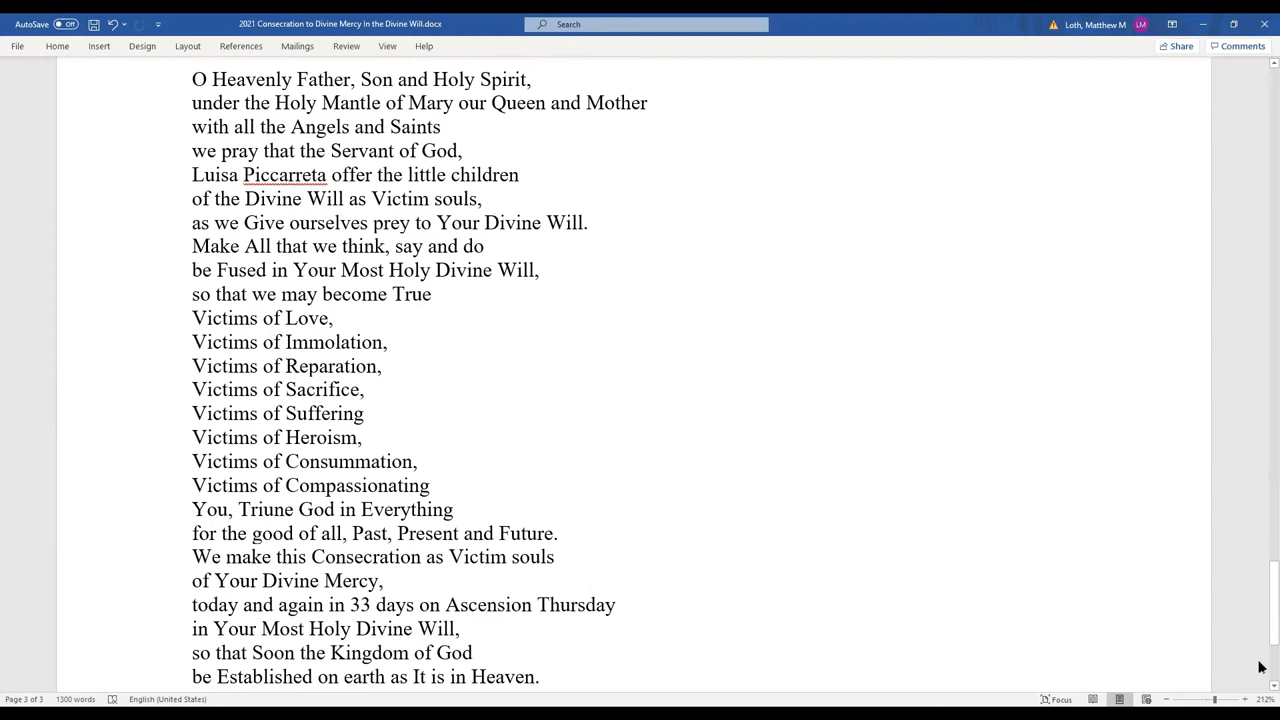 AutoSave Off 2021 Consecration to Divine Mercy In the Divine Will.docx Search Loth, Matthew M LM
File Home Insert Design Layout References Mailings Review View Help Share Comments
O Heavenly Father, Son and Holy Spirit,
under the Holy Mantle of Mary our Queen and Mother
with all the Angels and Saints
we pray that the Servant of God,
Luisa Piccarreta offer the little children
of the Divine Will as Victim souls,
as we Give ourselves prey to Your Divine Will.
Make All that we think, say and do
be Fused in Your Most Holy Divine Will,
so that we may become True
Victims of Love,
Victims of Immolation,
Victims of Reparation,
Victims of Sacrifice,
Victims of Suffering
Victims of Heroism,
Victims of Consummation,
Victims of Compassionating
You, Triune God in Everything
for the good of all, Past, Present and Future.
We make this Consecration as Victim souls
of Your Divine Mercy,
today and again in 33 days on Ascension Thursday
in Your Most Holy Divine Will,
so that Soon the Kingdom of God
be Established on earth as It is in Heaven.
Page 3 of 3 1300 words English (United States) Focus 212%